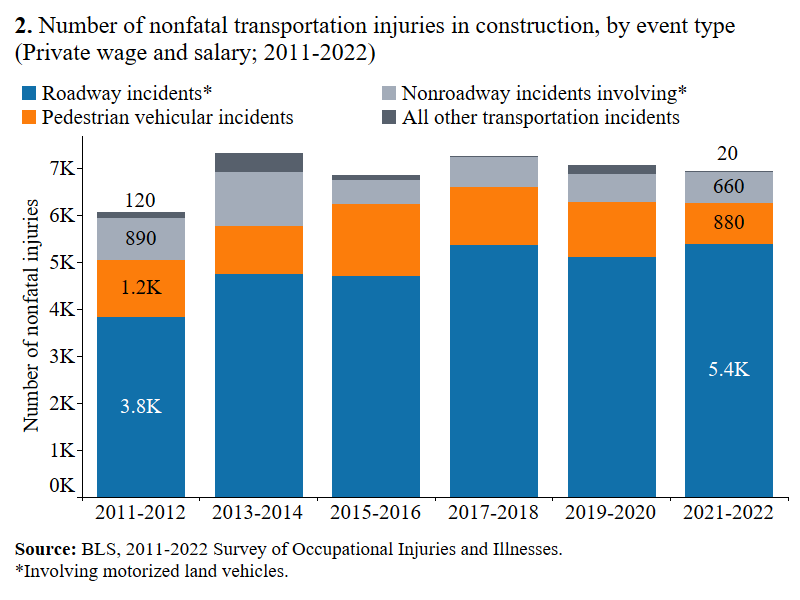 2. Number of nonfatal transportation injuries in construction, by event type
(Private wage and salary; 2011-2022)
Roadway incidents*
Nonroadway incidents involving*
Pedestrian vehicular incidents
All other transportation incidents
Number of nonfatal injuries
7K
6K
5K
4K
3K
2K
1K
0K
120
890
1.2K
3.8K
20
660
880
5.4K
2011-2012
2013-2014
2015-2016
2017-2018
2019-2020
2021-2022
Source: BLS, 2011-2022 Survey of Occupational Injuries and Illnesses.
*Involving motorized land vehicles.